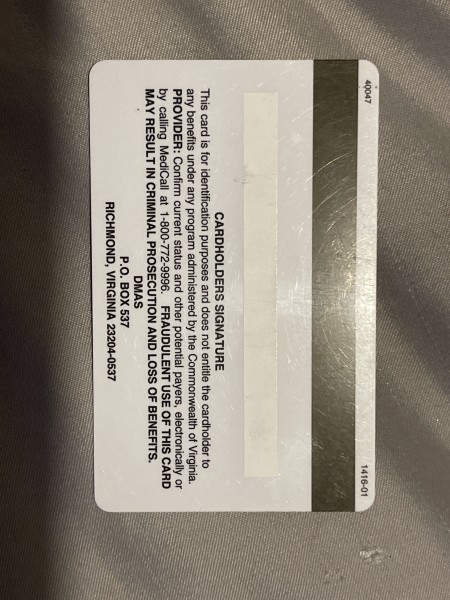 40047 1416-01
CARDHOLDERS SIGNATURE
This card is for identification purposes and does not entitle the cardholder to
any benefits under any program administered by the Commonwealth of Virginia.
PROVIDER: Confirm current status and other potential payers, electronically or
by calling MediCall at 1-800-772-9996. FRAUDULENT USE OF THIS CARD
MAY RESULT IN CRIMINAL PROSECUTION AND LOSS OF BENEFITS.
DMAS
P.O. BOX 537
RICHMOND, VIRGINIA 23204-0537